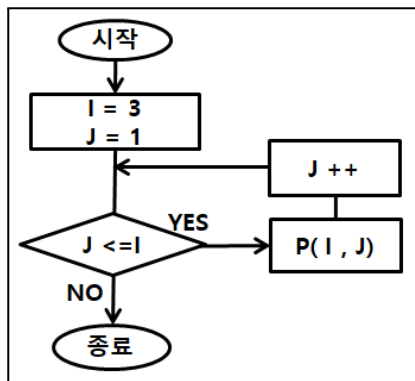 시작
I = 3
J = 1
J ++
YES
J <=I
P( I , J)
NO
종료